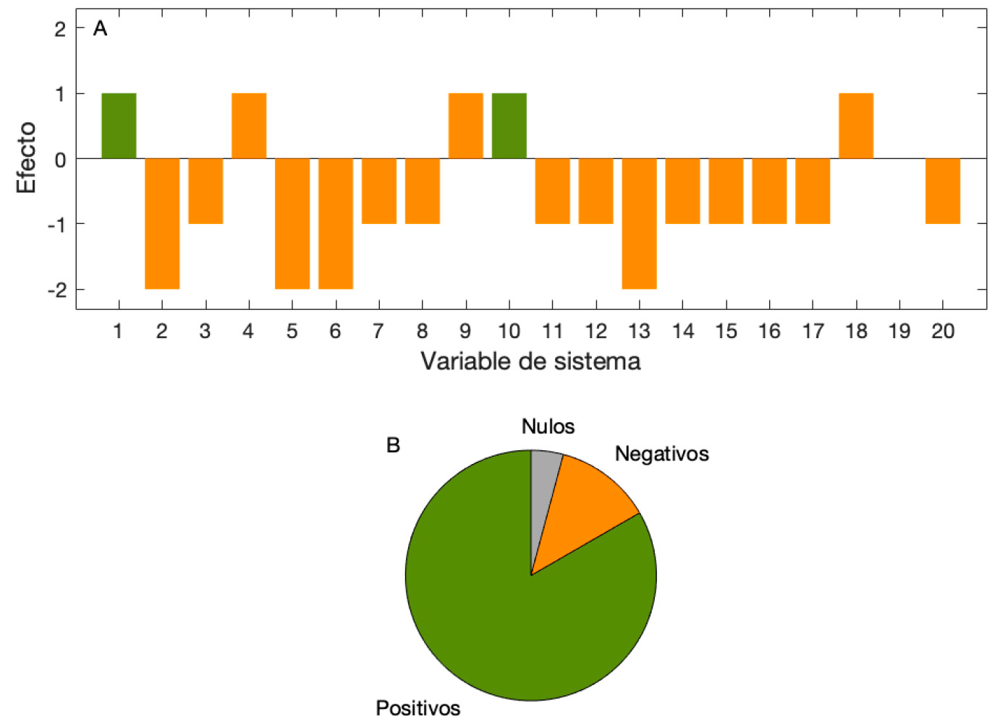 A
2
1
0
-1
-2
Efecto
1 2 3 4 5 6 7 8 9 10 11 12 13 14 15 16 17 18 19 20
Variable de sistema
B
Nulos
Negativos
Positivos